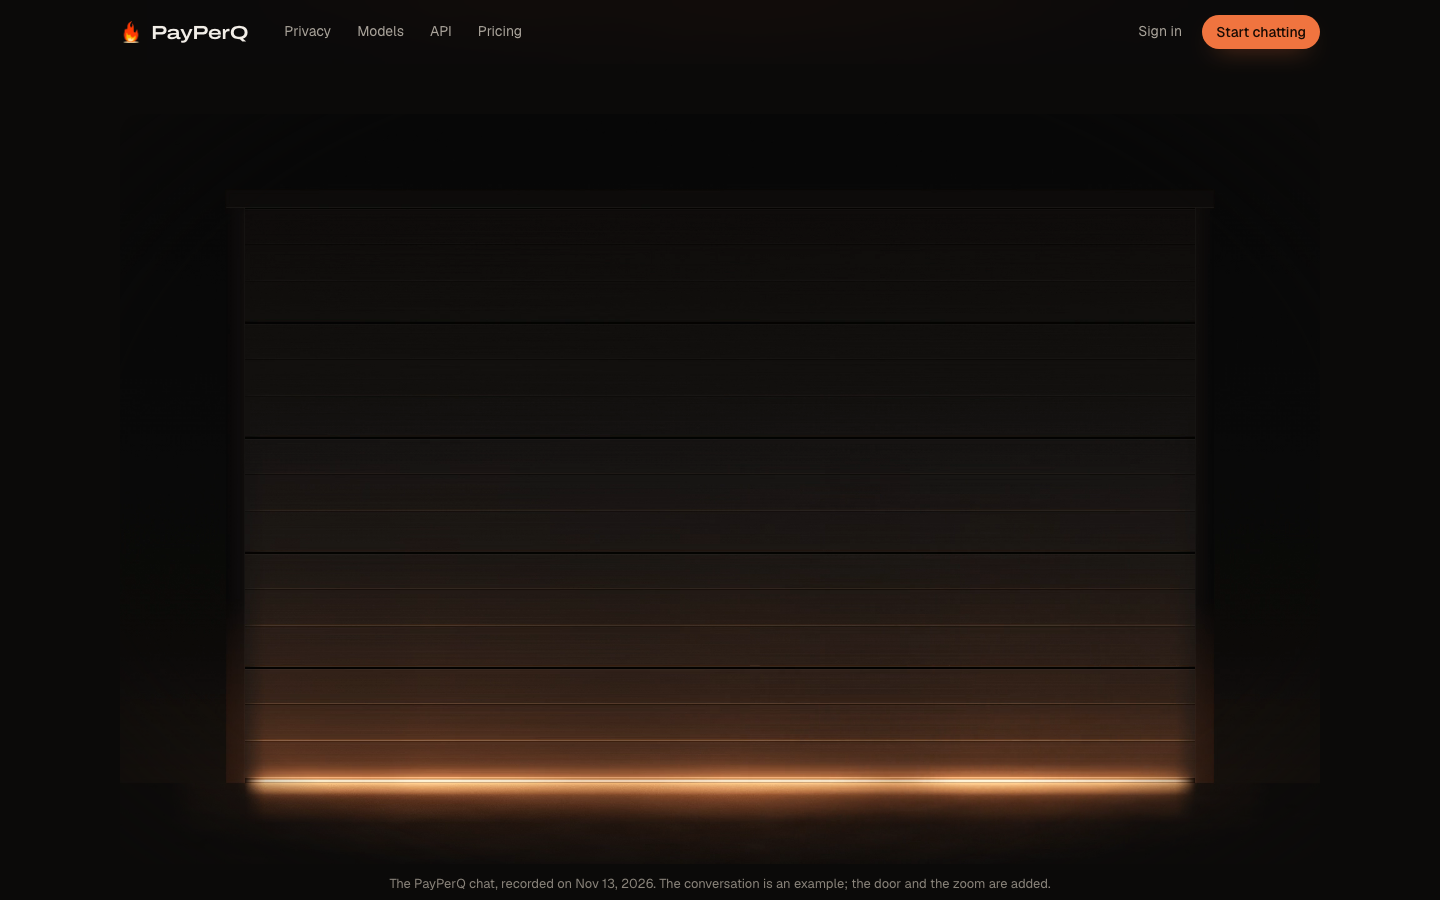 PayPerQ
Privacy
Models
API
Pricing
Sign in
Start chatting
The PayPerQ chat, recorded on Nov 13, 2026. The conversation is an example; the door and the zoom are added.